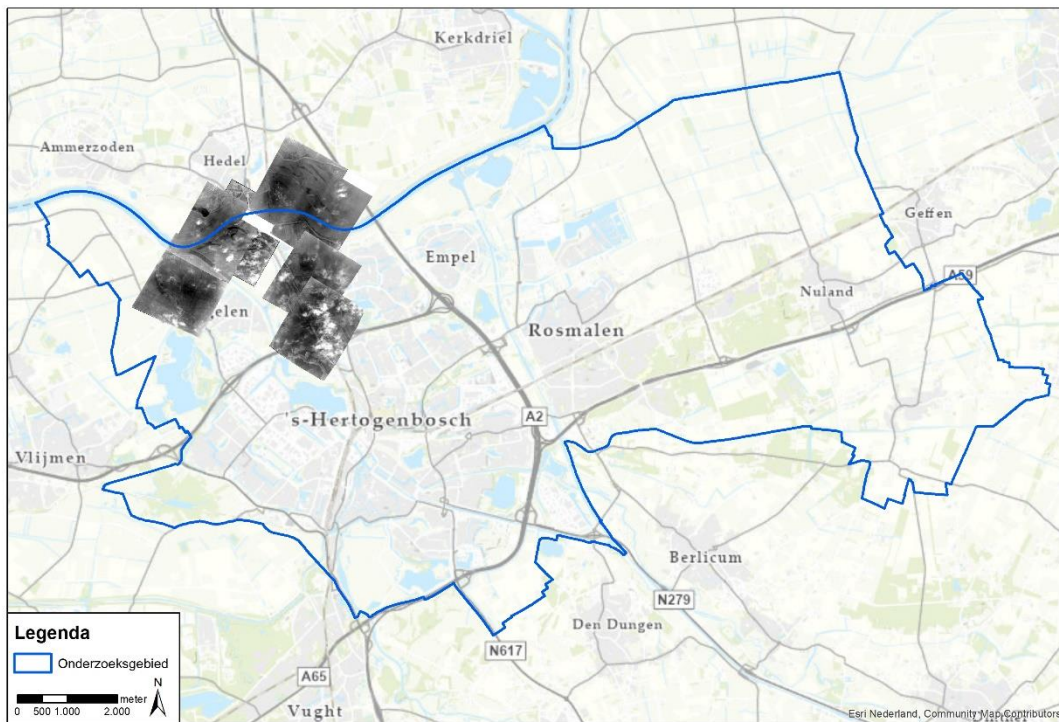 Kerkdriel
Ammerzoden
Hedel
Geffen
Empel
A59
Nuland
gelen
Rosmalen
's-Hertogenbosch
A2
Vlijmen
Berlicum
N279
Den Dungen
N617
A65
Vught
Legenda
Onderzoeksgebied
N
meter
0 500 1.000 2.000
Esri Nederland, Community Map Contributors